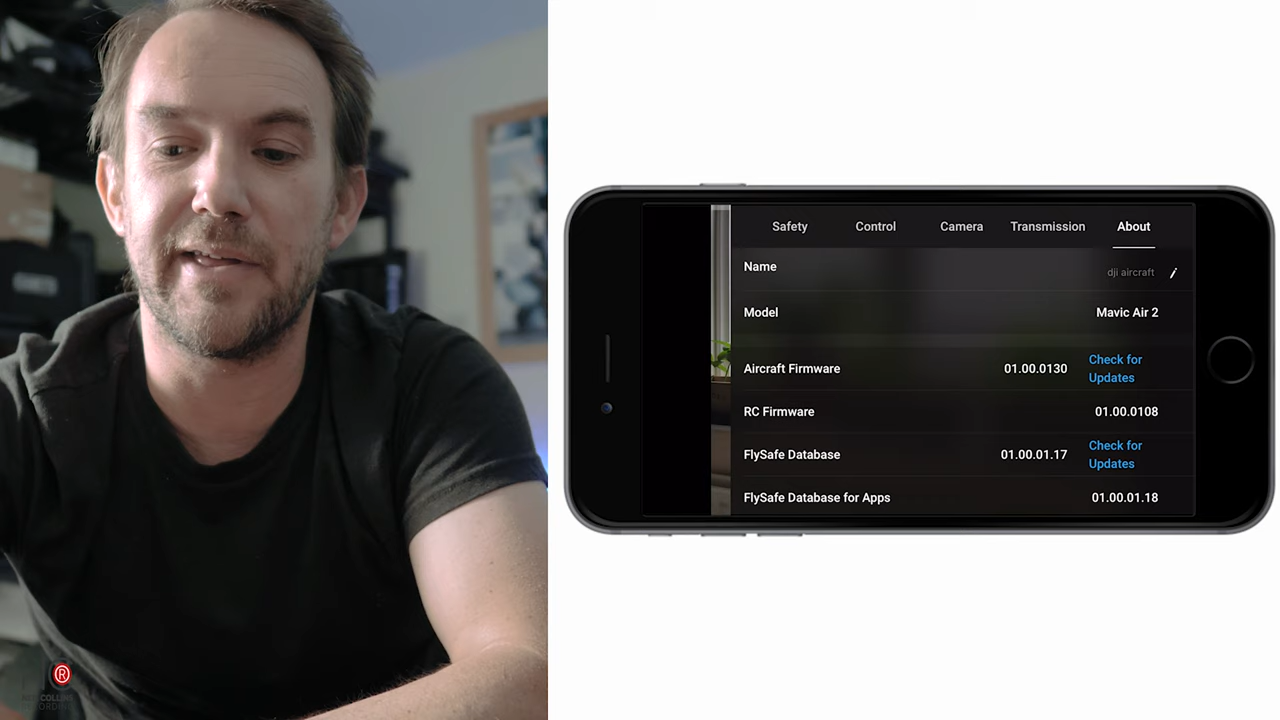 Safety Control Camera Transmission About
Name dji aircraft
Model Mavic Air 2
Aircraft Firmware 01.00.0130 Check for
Updates
RC Firmware 01.00.0108
FlySafe Database 01.00.01.17 Check for
Updates
FlySafe Database for Apps 01.00.01.18
®
COLLINS